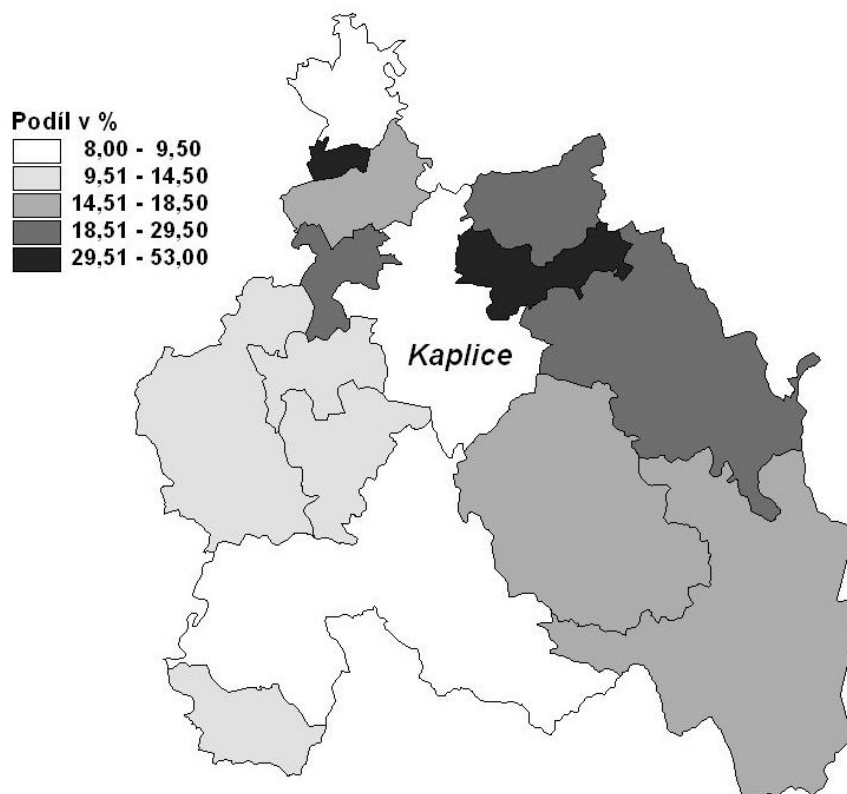 Podíl v %
8,00 - 9,50
9,51 - 14,50
14,51 - 18,50
18,51 - 29,50
29,51 - 53,00
Kaplice